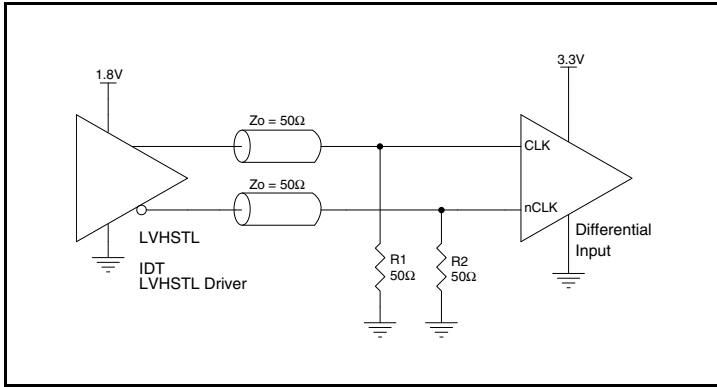 1.8V
3.3V
Zo = 50Ω
CLK
Zo = 50Ω
nCLK
LVHSTL
IDT
LVHSTL Driver
R1
50Ω
R2
50Ω
Differential
Input